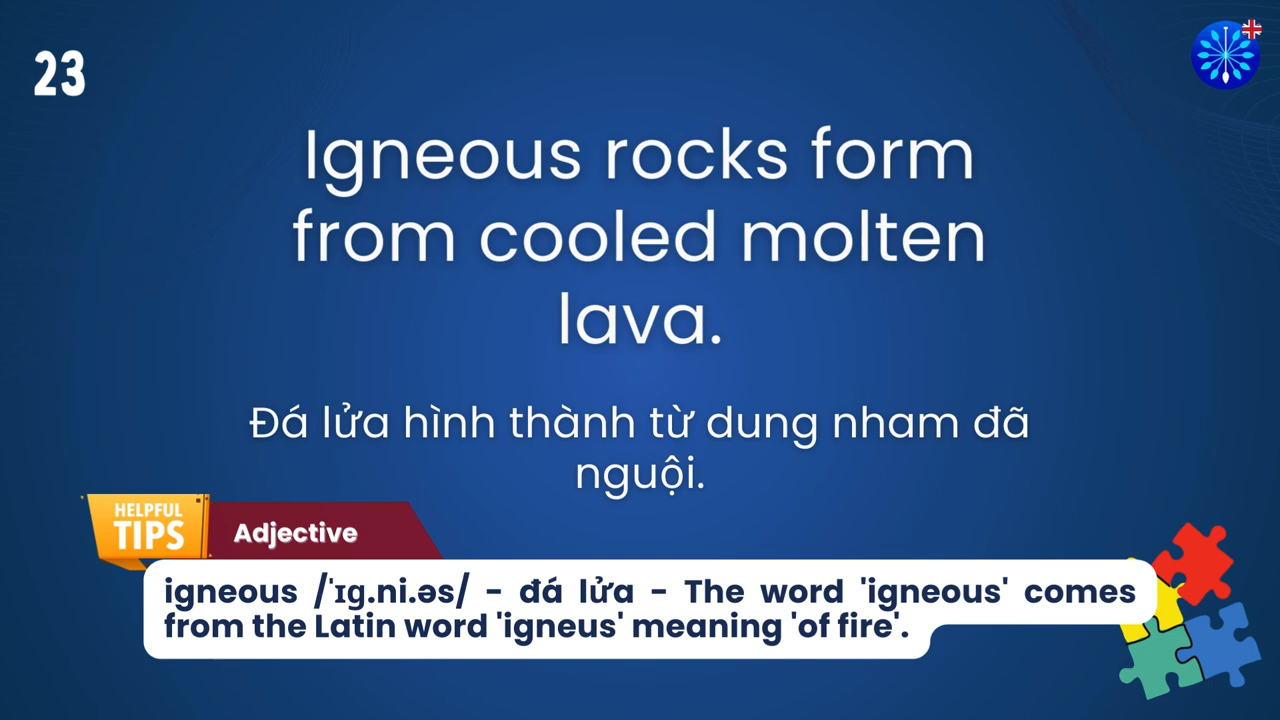 23
Igneous rocks form
from cooled molten
lava.
Đá lửa hình thành từ dung nham đã
nguội.
HELPFUL
TIPS
Adjective
igneous /ˈɪg.ni.əs/ - đá lửa - The word 'igneous' comes
from the Latin word 'igneus' meaning 'of fire'.